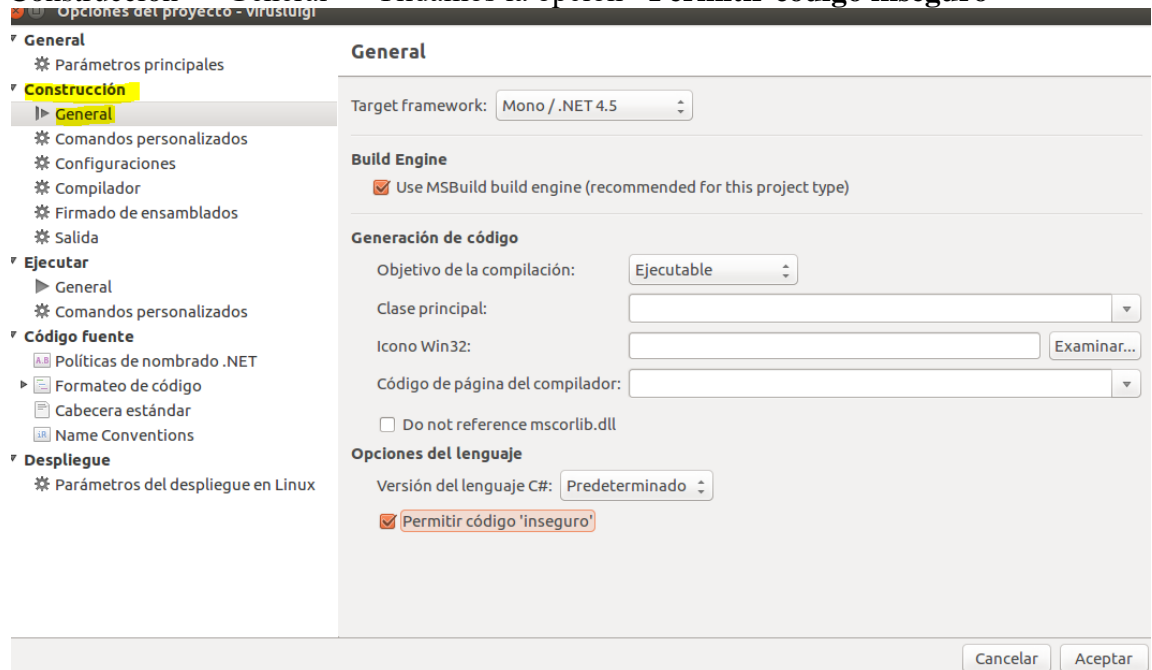 Opciones del proyecto - virusluigi
General
Parámetros principales
Construcción
General
Comandos personalizados
Configuraciones
Compilador
Firmado de ensamblados
Salida
Ejecutar
General
Comandos personalizados
Código fuente
Políticas de nombrado .NET
Formateo de código
Cabecera estándar
Name Conventions
Despliegue
Parámetros del despliegue en Linux
General
Target framework: Mono / .NET 4.5
Build Engine
Use MSBuild build engine (recommended for this project type)
Generación de código
Objetivo de la compilación: Ejecutable
Clase principal:
Icono Win32: Examinar...
Código de página del compilador:
Do not reference mscorlib.dll
Opciones del lenguaje
Versión del lenguaje C#: Predeterminado
Permitir código 'inseguro'
Cancelar Aceptar